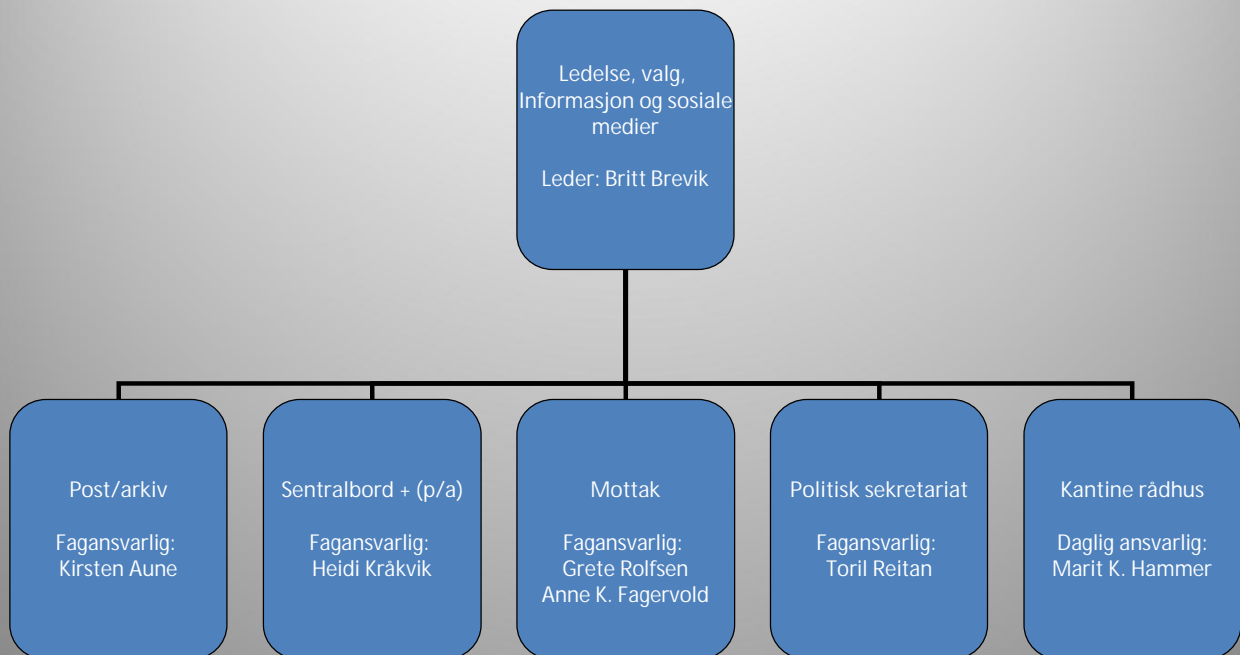 Ledelse, valg,
Informasjon og sosiale
medier
Leder: Britt Brevik
Post/arkiv
Fagansvarlig:
Kirsten Aune
Sentralbord + (p/a)
Fagansvarlig:
Heidi Kråkvik
Mottak
Fagansvarlig:
Grete Rolfsen
Anne K. Fagervold
Politisk sekretariat
Fagansvarlig:
Toril Reitan
Kantine rådhus
Daglig ansvarlig:
Marit K. Hammer